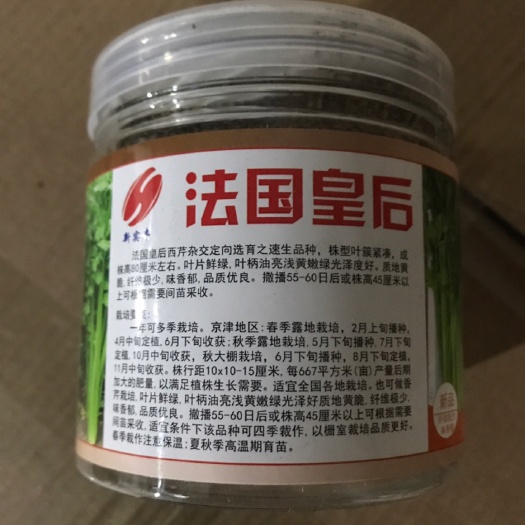 法国皇后
法国皇后西芹杂交定向选育之速生品种，株型叶簇紧凑，成
株高80厘米左右。叶片鲜绿，叶柄油亮浅黄嫩绿光泽度好。质地黄
脆，纤维极少，味香郁，品质优良。撒播55-60日后或株高45厘米以
上可根据需要间苗采收。
栽培要
一年可多季栽培。京津地区：春季露地栽培，2月上旬播种，
4月中旬定植，6月下旬收获；秋季露地栽培，5月下旬播种，7月下旬
定植，10月中旬收获，秋大棚栽培，6月下旬播种，8月下旬定植，
11月中旬收获。株行距10x10-15厘米，每667平方米（亩）产量后期
加大的肥量，以满足植株生长需要。适宜全国各地栽培。也可做香
芹栽培，叶片鲜绿，叶柄油亮浅黄嫩绿光泽好质地黄脆，纤维极少，
味香郁，品质优良。撒播55-60日后或株高45厘米以上可根据需要
间苗采收，适宜条件下该品种可四季栽作，以棚室栽培品质更好。
春季栽作注意保温；夏秋季高温期育苗。
新品